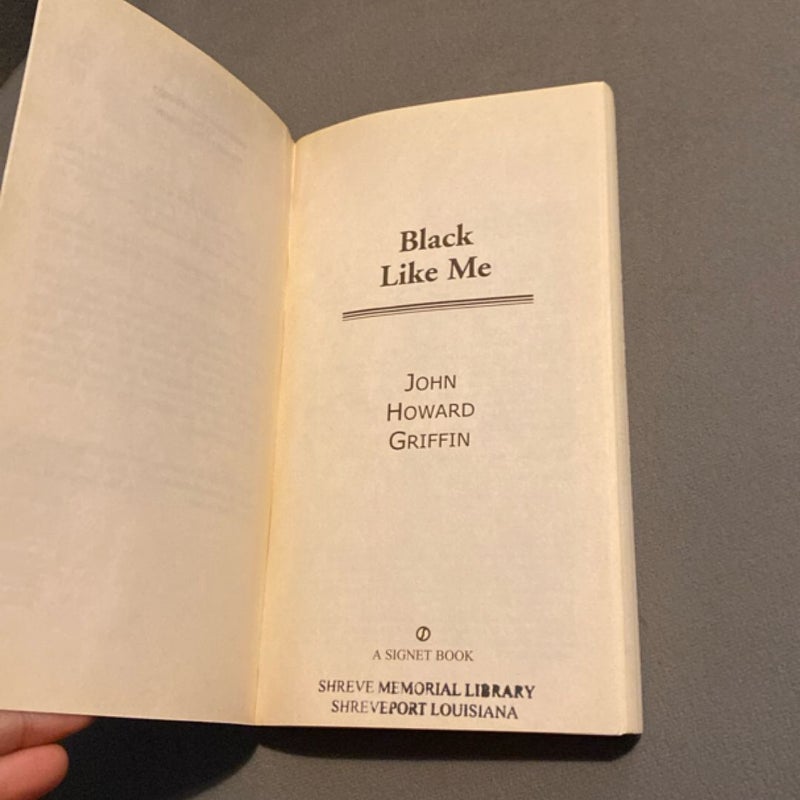 Black
Like Me
JOHN
HOWARD
GRIFFIN
A SIGNET BOOK
SHREVE MEMORIAL LIBRARY
SHREVEPORT LOUISIANA